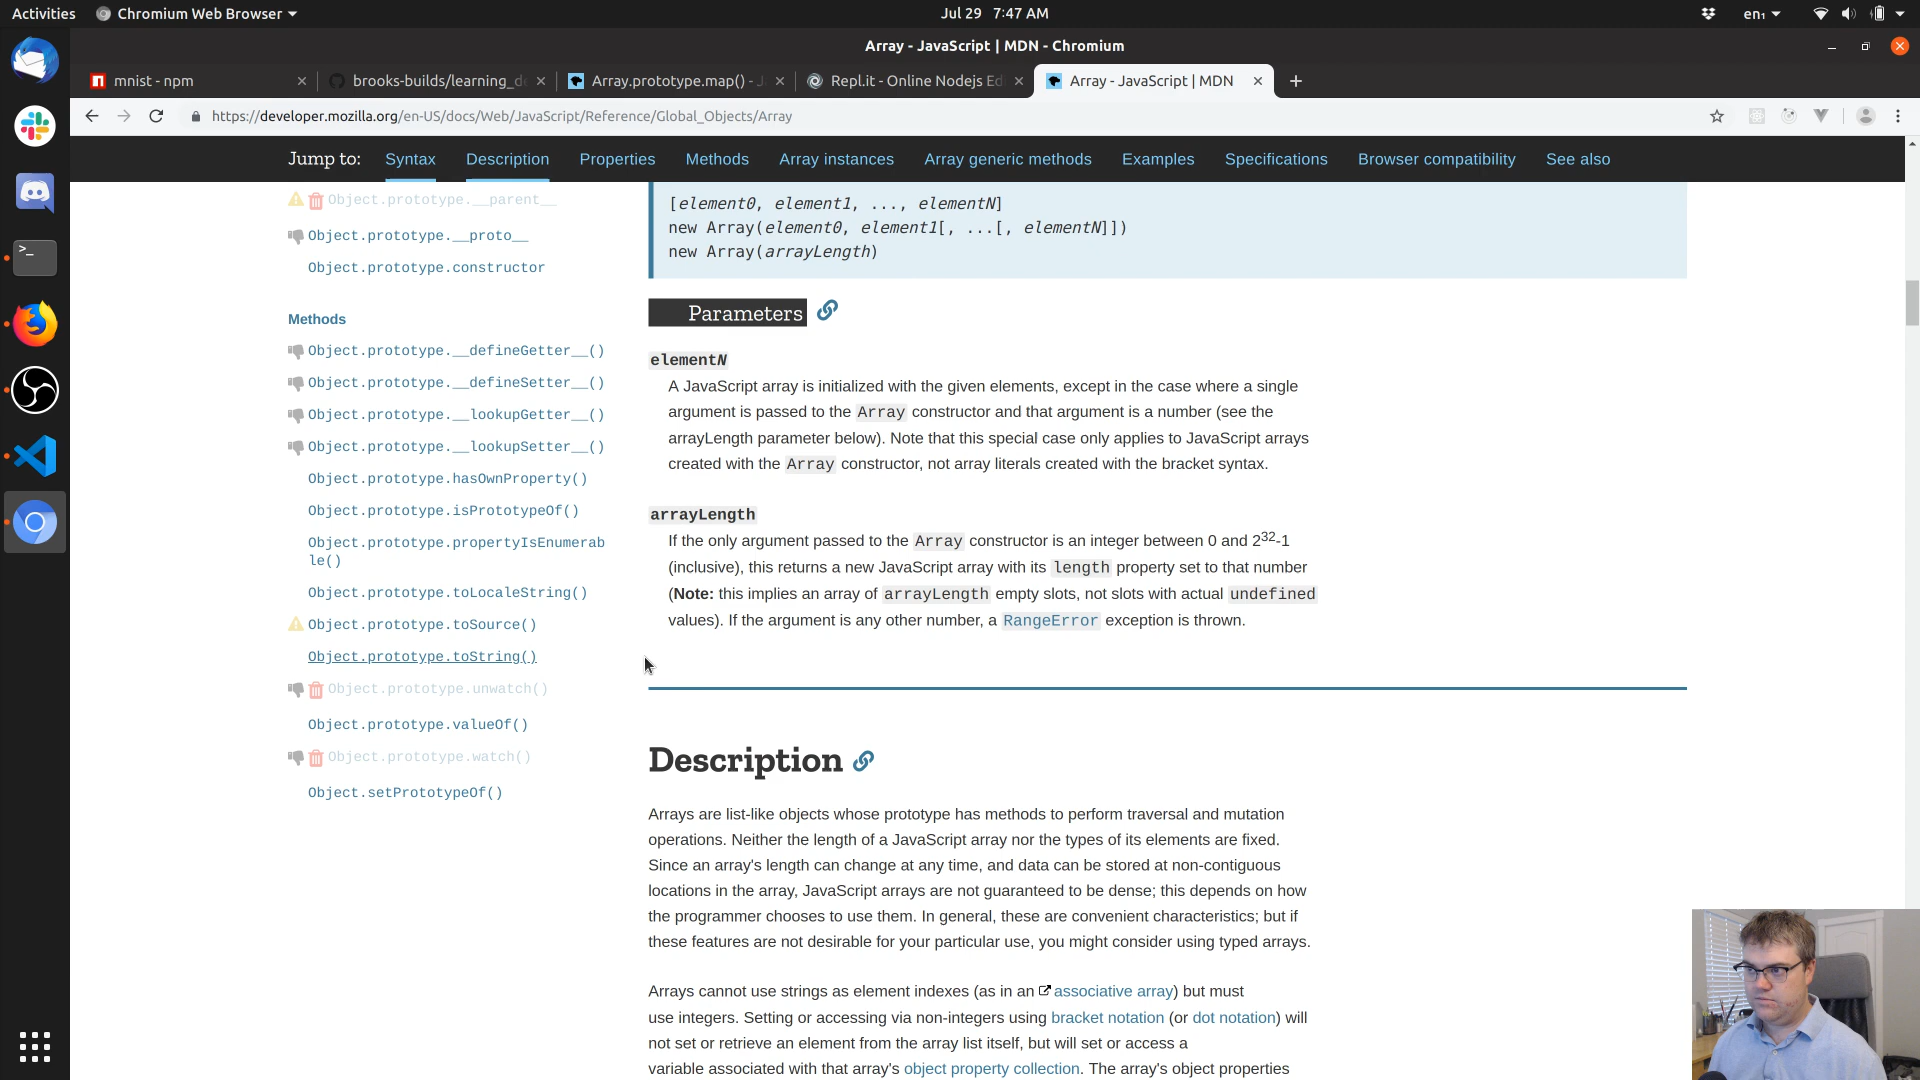 Activities
Chromium Web Browser
Jul 29 7:47 AM
en₁
Array - JavaScript | MDN - Chromium
mnist - npm
brooks-builds/learning_de
Array.prototype.map() - J
Repl.it - Online Nodejs Ed
Array - JavaScript | MDN
https://developer.mozilla.org/en-US/docs/Web/JavaScript/Reference/Global_Objects/Array
Jump to: Syntax Description Properties Methods Array instances Array generic methods Examples Specifications Browser compatibility See also
Object.prototype.__parent__
Object.prototype.__proto__
Object.prototype.constructor
Methods
Object.prototype.__defineGetter__()
Object.prototype.__defineSetter__()
Object.prototype.__lookupGetter__()
Object.prototype.__lookupSetter__()
Object.prototype.hasOwnProperty()
Object.prototype.isPrototypeOf()
Object.prototype.propertyIsEnumerab
le()
Object.prototype.toLocaleString()
Object.prototype.toSource()
Object.prototype.toString()
Object.prototype.unwatch()
Object.prototype.valueOf()
Object.prototype.watch()
Object.setPrototypeOf()
[element0, element1, ..., elementN]
new Array(element0, element1[, ...[, elementN]])
new Array(arrayLength)
Parameters
elementN
A JavaScript array is initialized with the given elements, except in the case where a single
argument is passed to the Array constructor and that argument is a number (see the
arrayLength parameter below). Note that this special case only applies to JavaScript arrays
created with the Array constructor, not array literals created with the bracket syntax.
arrayLength
If the only argument passed to the Array constructor is an integer between 0 and 2³²-1
(inclusive), this returns a new JavaScript array with its length property set to that number
(Note: this implies an array of arrayLength empty slots, not slots with actual undefined
values). If the argument is any other number, a RangeError exception is thrown.
Description
Arrays are list-like objects whose prototype has methods to perform traversal and mutation
operations. Neither the length of a JavaScript array nor the types of its elements are fixed.
Since an array's length can change at any time, and data can be stored at non-contiguous
locations in the array, JavaScript arrays are not guaranteed to be dense; this depends on how
the programmer chooses to use them. In general, these are convenient characteristics; but if
these features are not desirable for your particular use, you might consider using typed arrays.
Arrays cannot use strings as element indexes (as in an associative array) but must
use integers. Setting or accessing via non-integers using bracket notation (or dot notation) will
not set or retrieve an element from the array list itself, but will set or access a
variable associated with that array's object property collection. The array's object properties